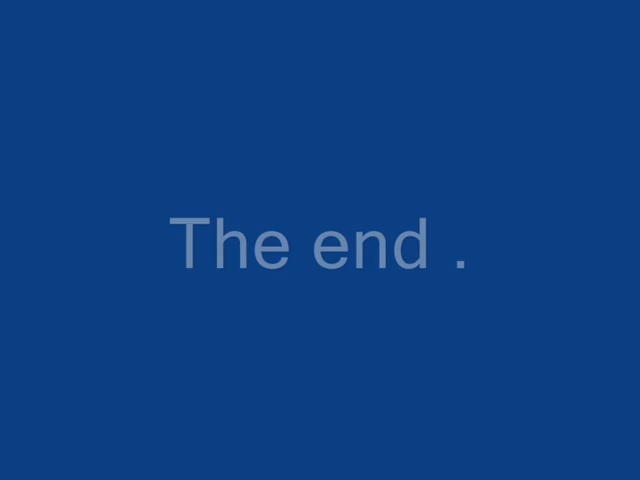 The end .